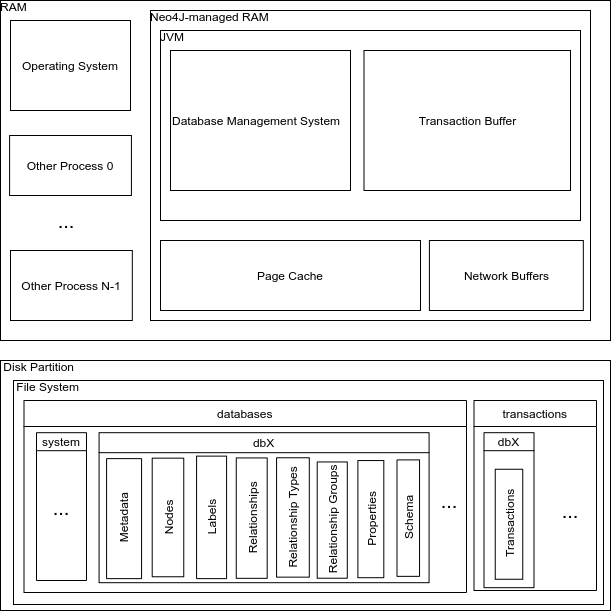 RAM
Neo4J-managed RAM
JVM
Operating System
Database Management System
Transaction Buffer
Other Process 0
...
Other Process N-1
Page Cache
Network Buffers
Disk Partition
File System
databases
transactions
system
dbX
dbX
...
Metadata
Nodes
Labels
Relationships
Relationship Types
Relationship Groups
Properties
Schema
...
Transactions
...